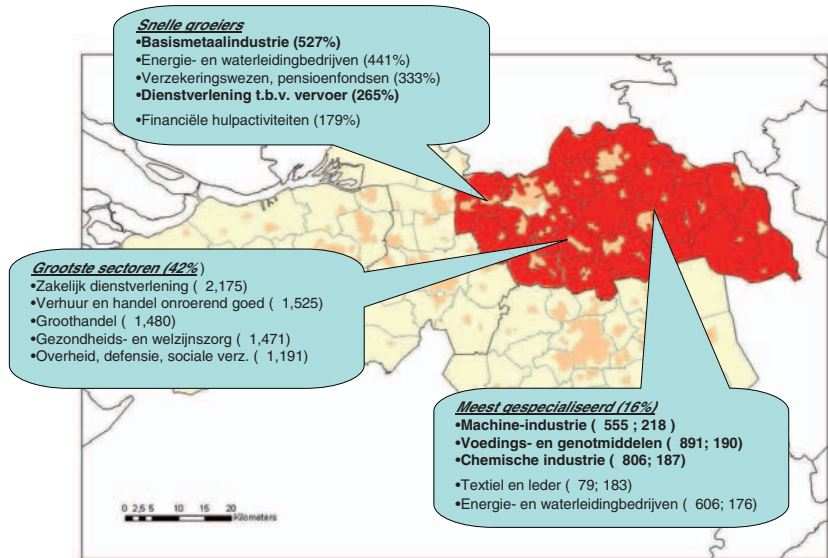 Snelle groeiers
•Basismetaalindustrie (527%)
•Energie- en waterleidingbedrijven (441%)
•Verzekeringswezen, pensioenfondsen (333%)
•Dienstverlening t.b.v. vervoer (265%)
•Financiële hulpactiviteiten (179%)
Grootste sectoren (42%)
•Zakelijk dienstverlening ( 2,175)
•Verhuur en handel onroerend goed ( 1,525)
•Groothandel ( 1,480)
•Gezondheids- en welzijnszorg ( 1,471)
•Overheid, defensie, sociale verz. ( 1,191)
Meest gespecialiseerd (16%)
•Machine-industrie ( 555 ; 218 )
•Voedings- en genotmiddelen ( 891; 190)
•Chemische industrie ( 806; 187)
•Textiel en leder ( 79; 183)
•Energie- en waterleidingbedrijven ( 606; 176)
0 2,5 5 10 15 20
Kilometers